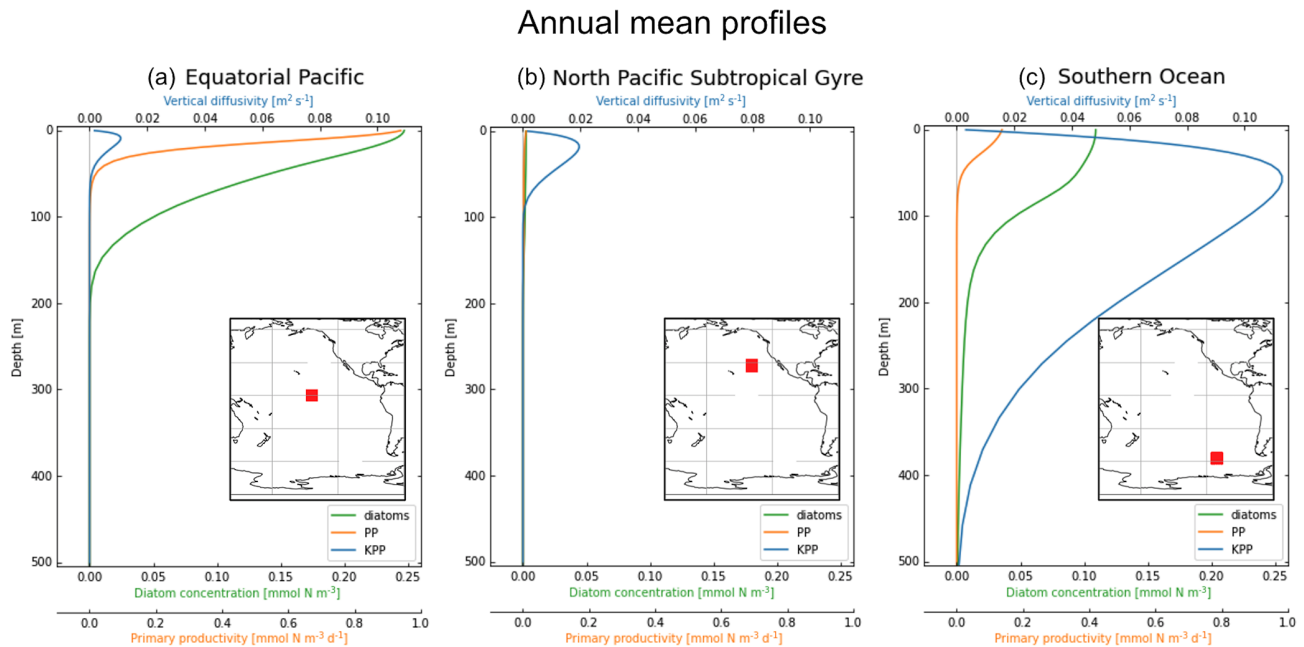 Annual mean profiles
(a) Equatorial Pacific
Vertical diffusivity [m² s⁻¹]
0.00 0.02 0.04 0.06 0.08 0.10
0
100
200
300
400
500
Depth [m]
diatoms
PP
KPP
0.00 0.05 0.10 0.15 0.20 0.25
Diatom concentration [mmol N m⁻³]
0.0 0.2 0.4 0.6 0.8 1.0
Primary productivity [mmol N m⁻³ d⁻¹]
(b) North Pacific Subtropical Gyre
Vertical diffusivity [m² s⁻¹]
0.00 0.02 0.04 0.06 0.08 0.10
0
100
200
300
400
500
Depth [m]
diatoms
PP
KPP
0.00 0.05 0.10 0.15 0.20 0.25
Diatom concentration [mmol N m⁻³]
0.0 0.2 0.4 0.6 0.8 1.0
Primary productivity [mmol N m⁻³ d⁻¹]
(c) Southern Ocean
Vertical diffusivity [m² s⁻¹]
0.00 0.02 0.04 0.06 0.08 0.10
0
100
200
300
400
500
Depth [m]
diatoms
PP
KPP
0.00 0.05 0.10 0.15 0.20 0.25
Diatom concentration [mmol N m⁻³]
0.0 0.2 0.4 0.6 0.8 1.0
Primary productivity [mmol N m⁻³ d⁻¹]